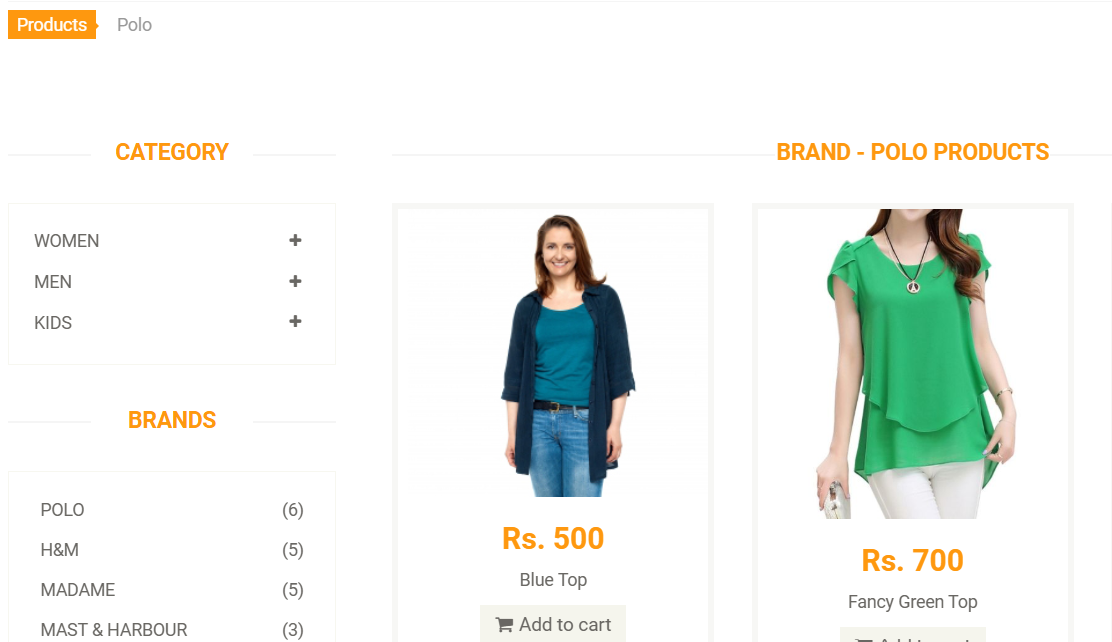 Products Polo
CATEGORY
WOMEN
MEN
KIDS
BRANDS
POLO (6)
H&M (5)
MADAME (5)
MAST & HARBOUR (3)
BRAND - POLO PRODUCTS
Rs. 500
Blue Top
Add to cart
Rs. 700
Fancy Green Top